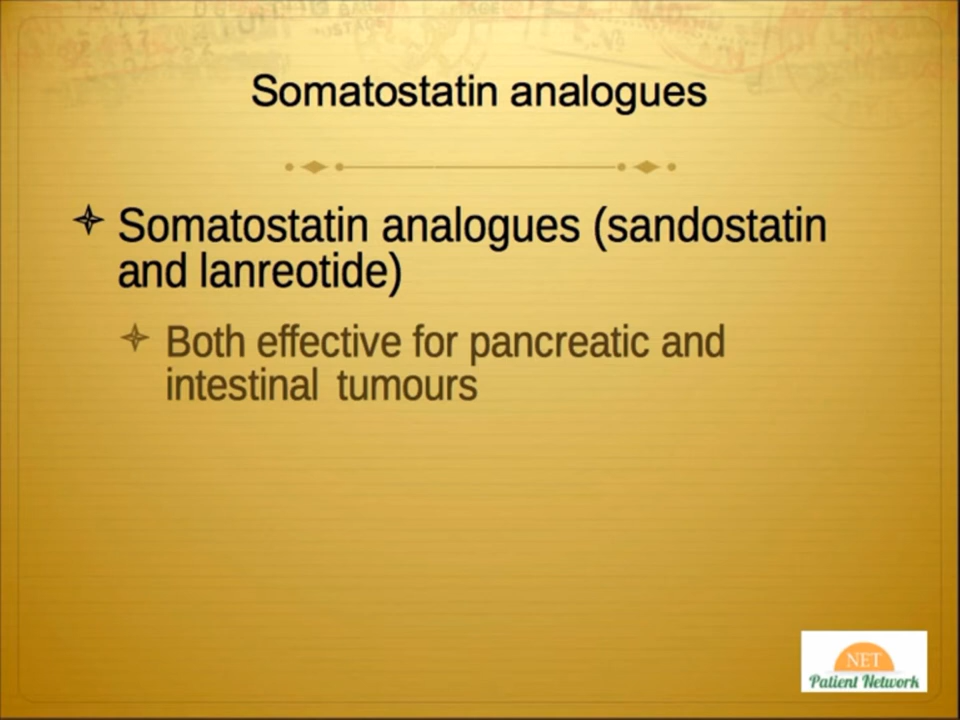 Somatostatin analogues
Somatostatin analogues (sandostatin
and lanreotide)
Both effective for pancreatic and
intestinal tumours
NET
Patient Network